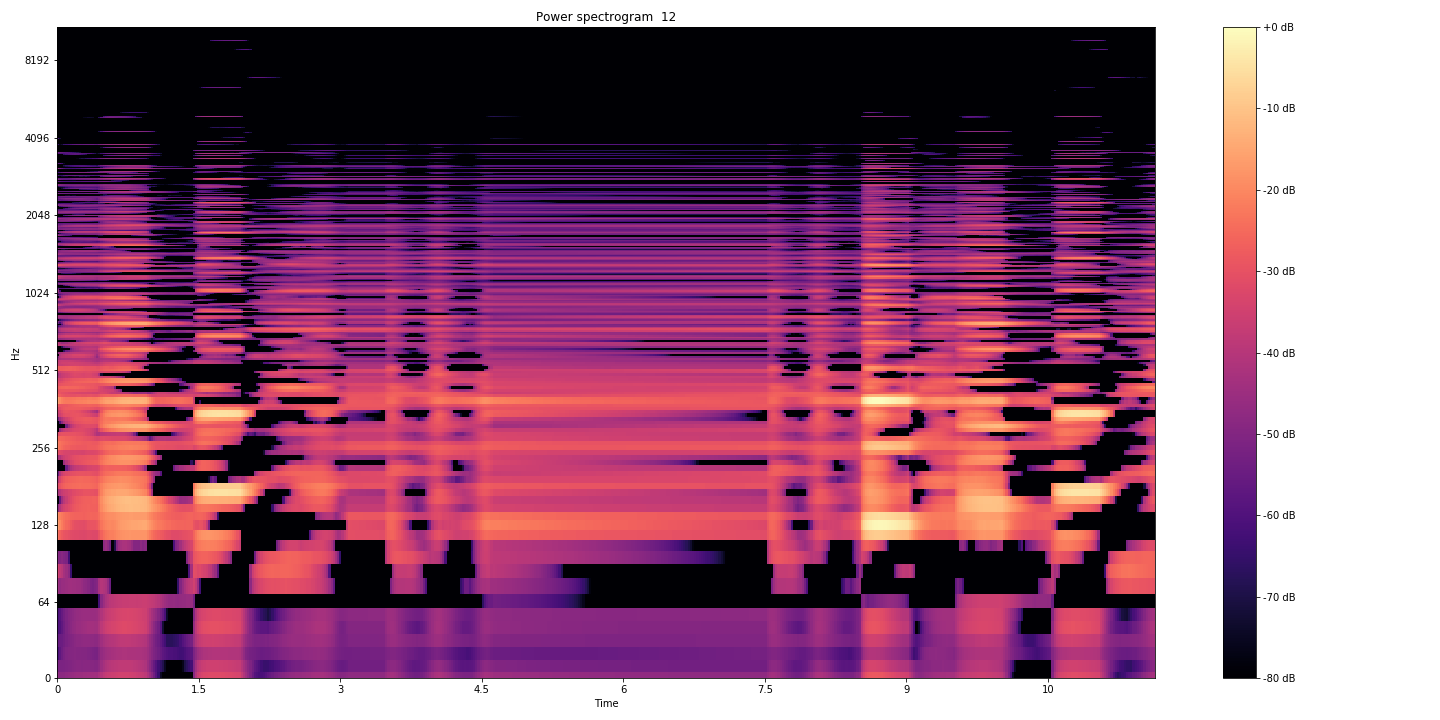 Power spectrogram 12
Hz
8192
4096
2048
1024
512
256
128
64
0
0 1.5 3 4.5 6 7.5 9 10
Time
+0 dB
-10 dB
-20 dB
-30 dB
-40 dB
-50 dB
-60 dB
-70 dB
-80 dB